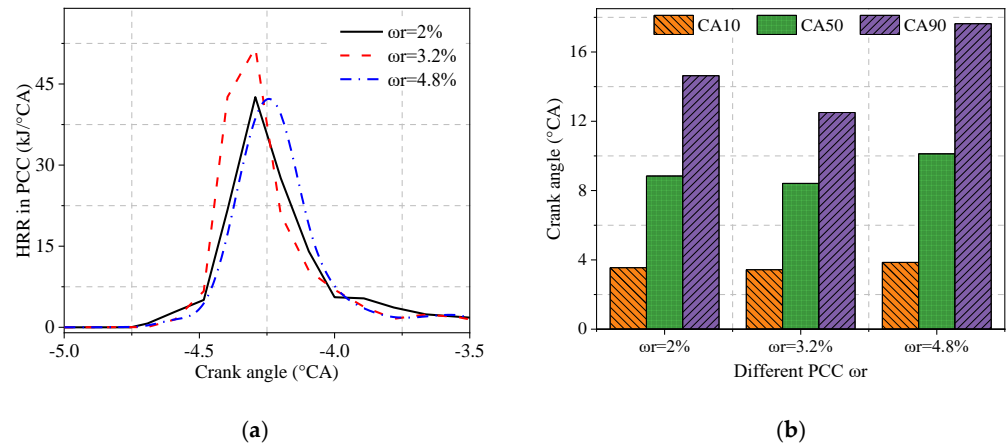 HRR in PCC (kJ/°CA)
45
30
15
0
ωr=2%
ωr=3.2%
ωr=4.8%
-5.0 -4.5 -4.0 -3.5
Crank angle (°CA)
(a)
Crank angle (°CA)
16
12
8
4
0
CA10 CA50 CA90
ωr=2% ωr=3.2% ωr=4.8%
Different PCC ωr
(b)